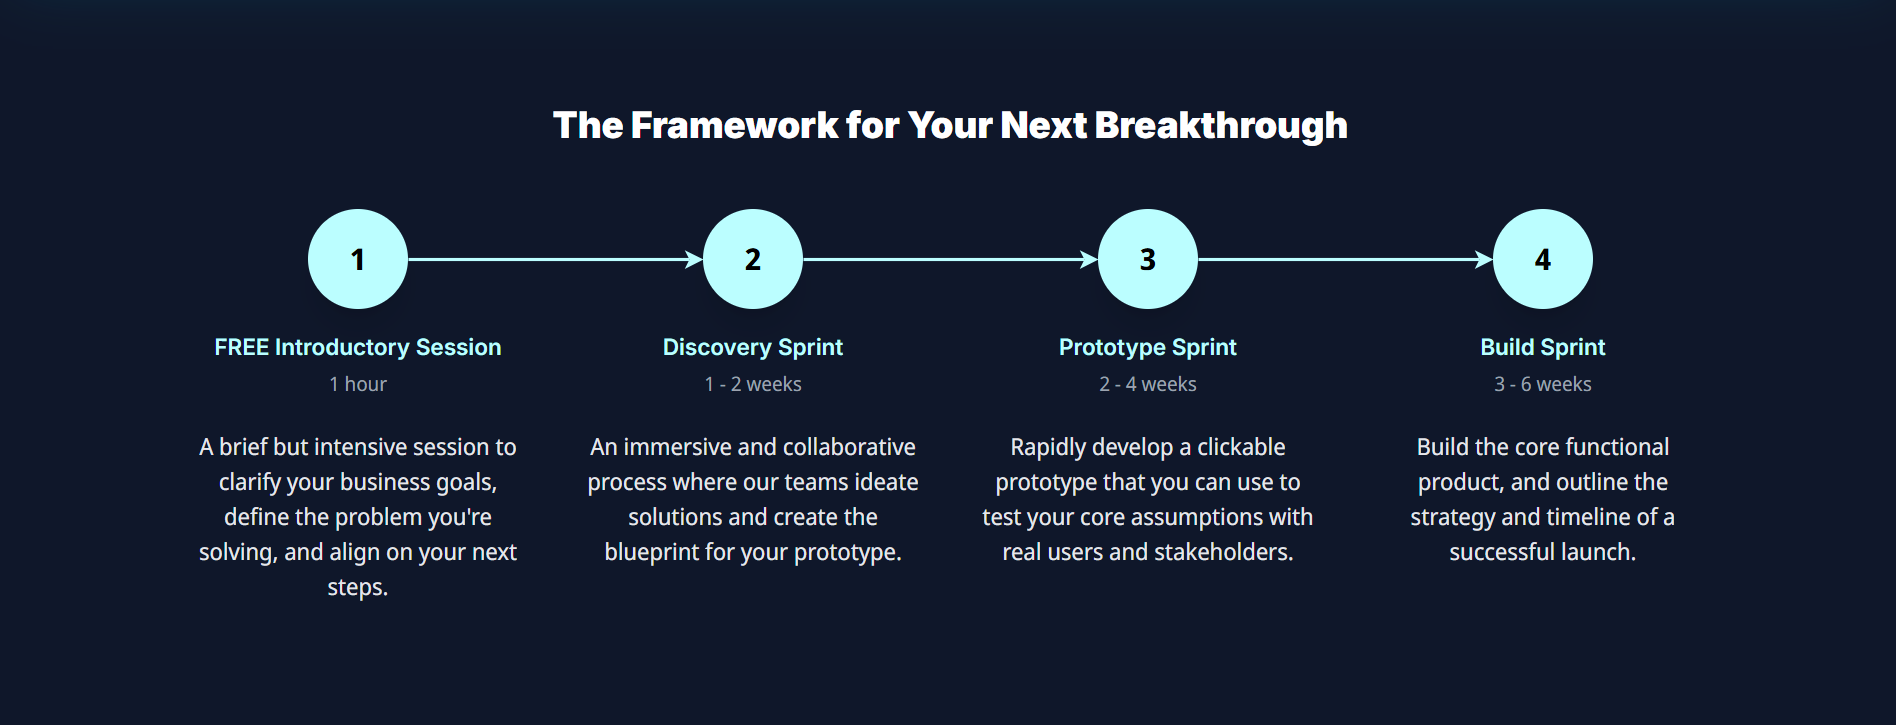 The Framework for Your Next Breakthrough
1
2
3
4
FREE Introductory Session
1 hour
A brief but intensive session to
clarify your business goals,
define the problem you're
solving, and align on your next
steps.
Discovery Sprint
1 - 2 weeks
An immersive and collaborative
process where our teams ideate
solutions and create the
blueprint for your prototype.
Prototype Sprint
2 - 4 weeks
Rapidly develop a clickable
prototype that you can use to
test your core assumptions with
real users and stakeholders.
Build Sprint
3 - 6 weeks
Build the core functional
product, and outline the
strategy and timeline of a
successful launch.